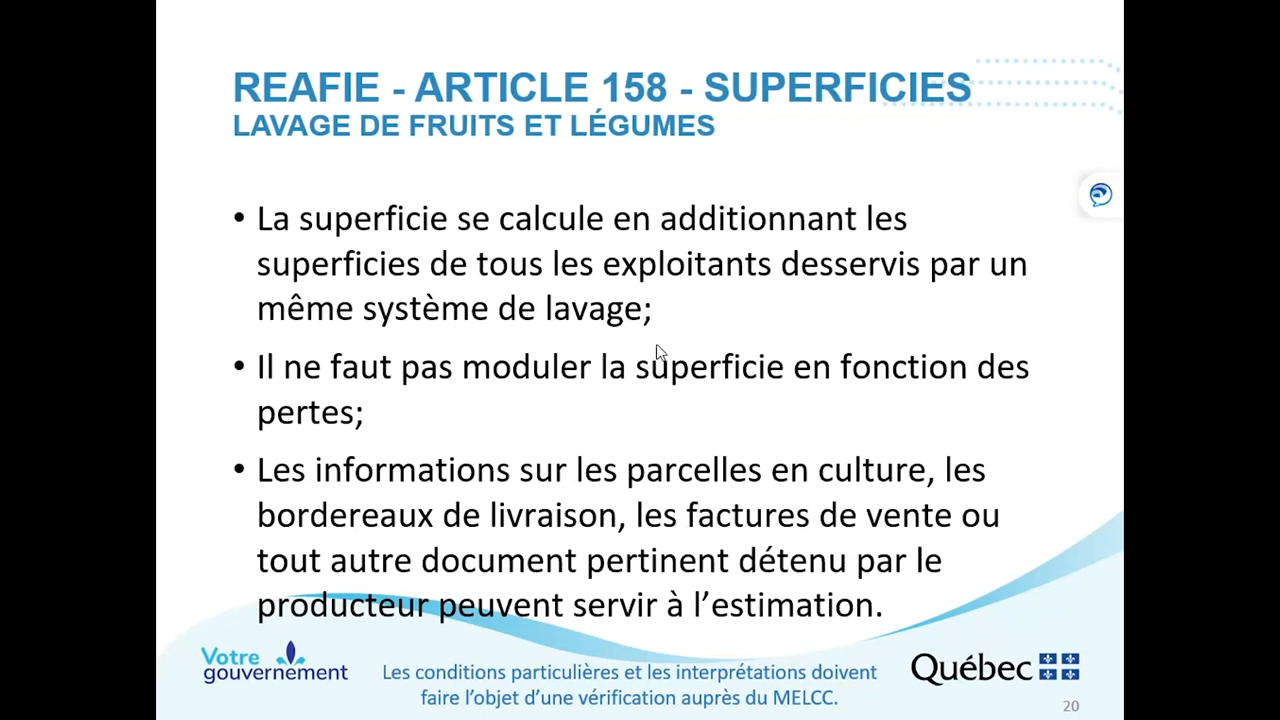 REAFIE - ARTICLE 158 - SUPERFICIES
LAVAGE DE FRUITS ET LÉGUMES
• La superficie se calcule en additionnant les
superficies de tous les exploitants desservis par un
même système de lavage;
• Il ne faut pas moduler la superficie en fonction des
pertes;
• Les informations sur les parcelles en culture, les
bordereaux de livraison, les factures de vente ou
tout autre document pertinent détenu par le
producteur peuvent servir à l’estimation.
Votre
gouvernement
Les conditions particulières et les interprétations doivent
faire l’objet d’une vérification auprès du MELCC.
Québec
20